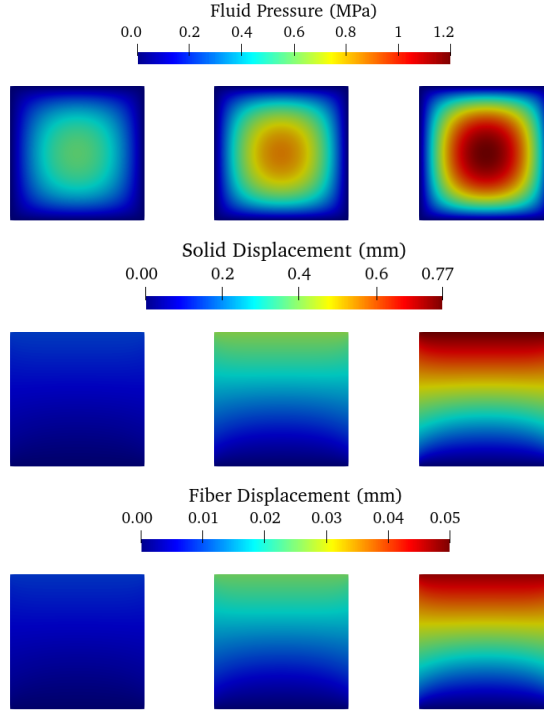 Fluid Pressure (MPa)
0.0 0.2 0.4 0.6 0.8 1 1.2
Solid Displacement (mm)
0.00 0.2 0.4 0.6 0.77
Fiber Displacement (mm)
0.00 0.01 0.02 0.03 0.04 0.05